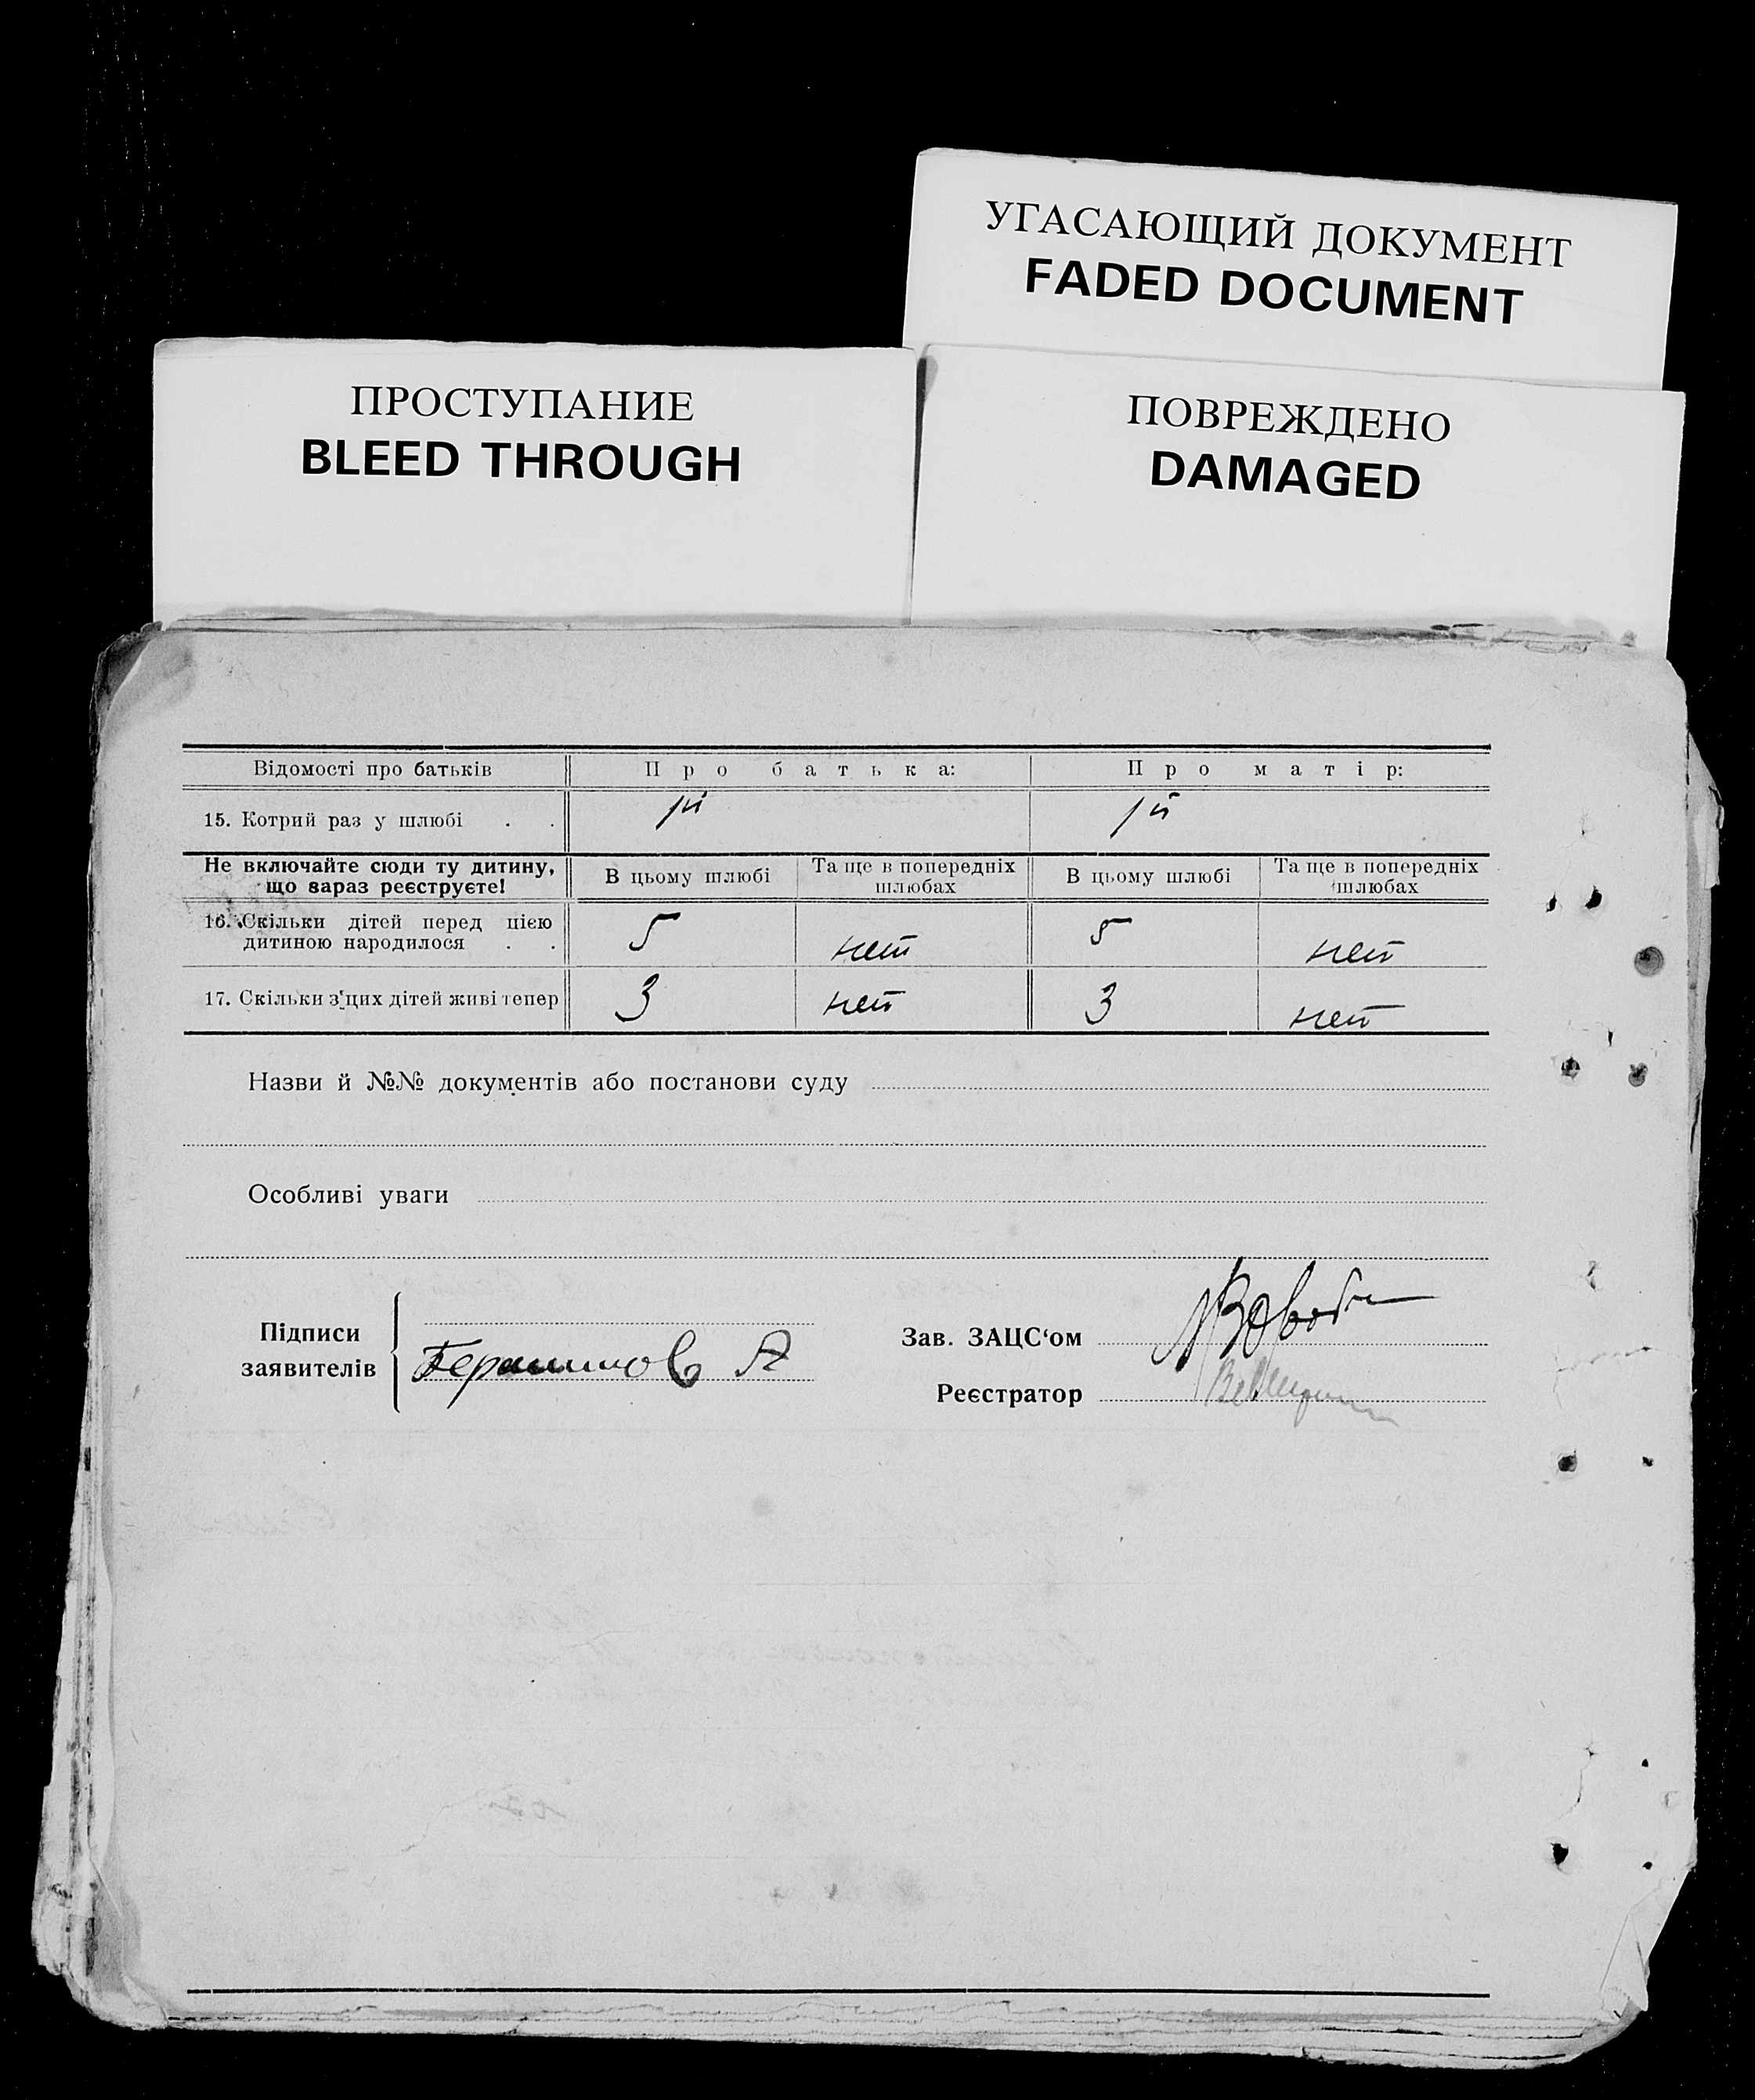 УГАСАЮЩИЙ ДОКУМЕНТ
FADED DOCUMENT
ПРОСТУПАНИЕ
BLEED THROUGH
ПОВРЕЖДЕНО
DAMAGED
Відомості про батьків Про батька: Про матір:
15. Котрий раз у шлюбі . . 1й 1й
Не включайте сюди ту дитину, що зараз реєструєте! В цьому шлюбі Та ще в попередніх шлюбах В цьому шлюбі Та ще в попередніх шлюбах
16. Скільки дітей перед цією
дитиною народилося . . 5 нет 5 нет
17. Скільки з цих дітей живі тепер 3 нет 3 нет
Назви й №№ документів або постанови суду
Особливі уваги
Підписи
заявителів
А
Зав. ЗАЦС‘ом
Реєстратор